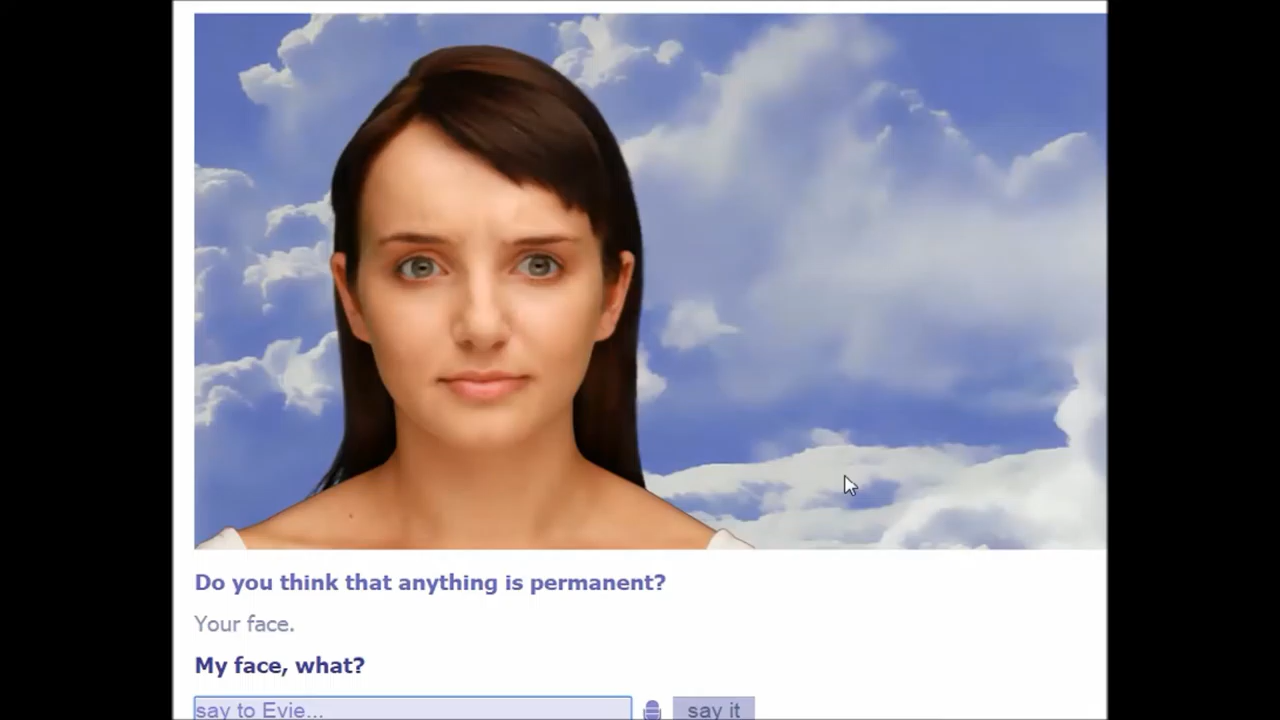 Do you think that anything is permanent?
Your face.
My face, what?
say to Evie... say it